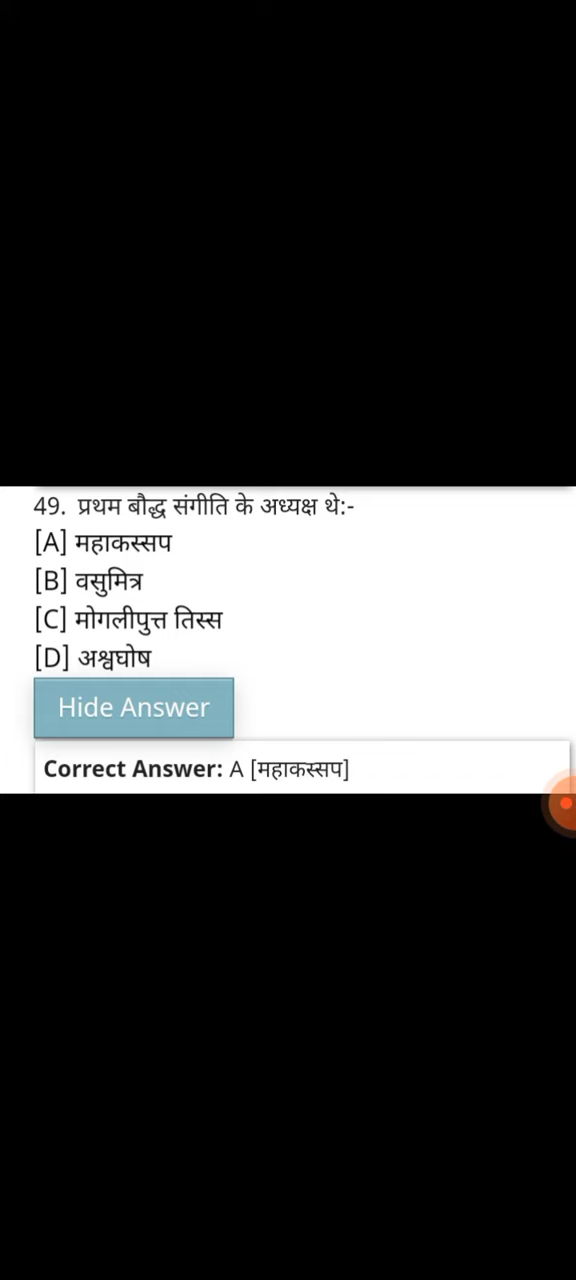 49. प्रथम बौद्ध संगीति के अध्यक्ष थे:-
[A] महाकस्सप
[B] वसुमित्र
[C] मोगलीपुत्त तिस्स
[D] अश्वघोष
Hide Answer
Correct Answer: A [महाकस्सप]